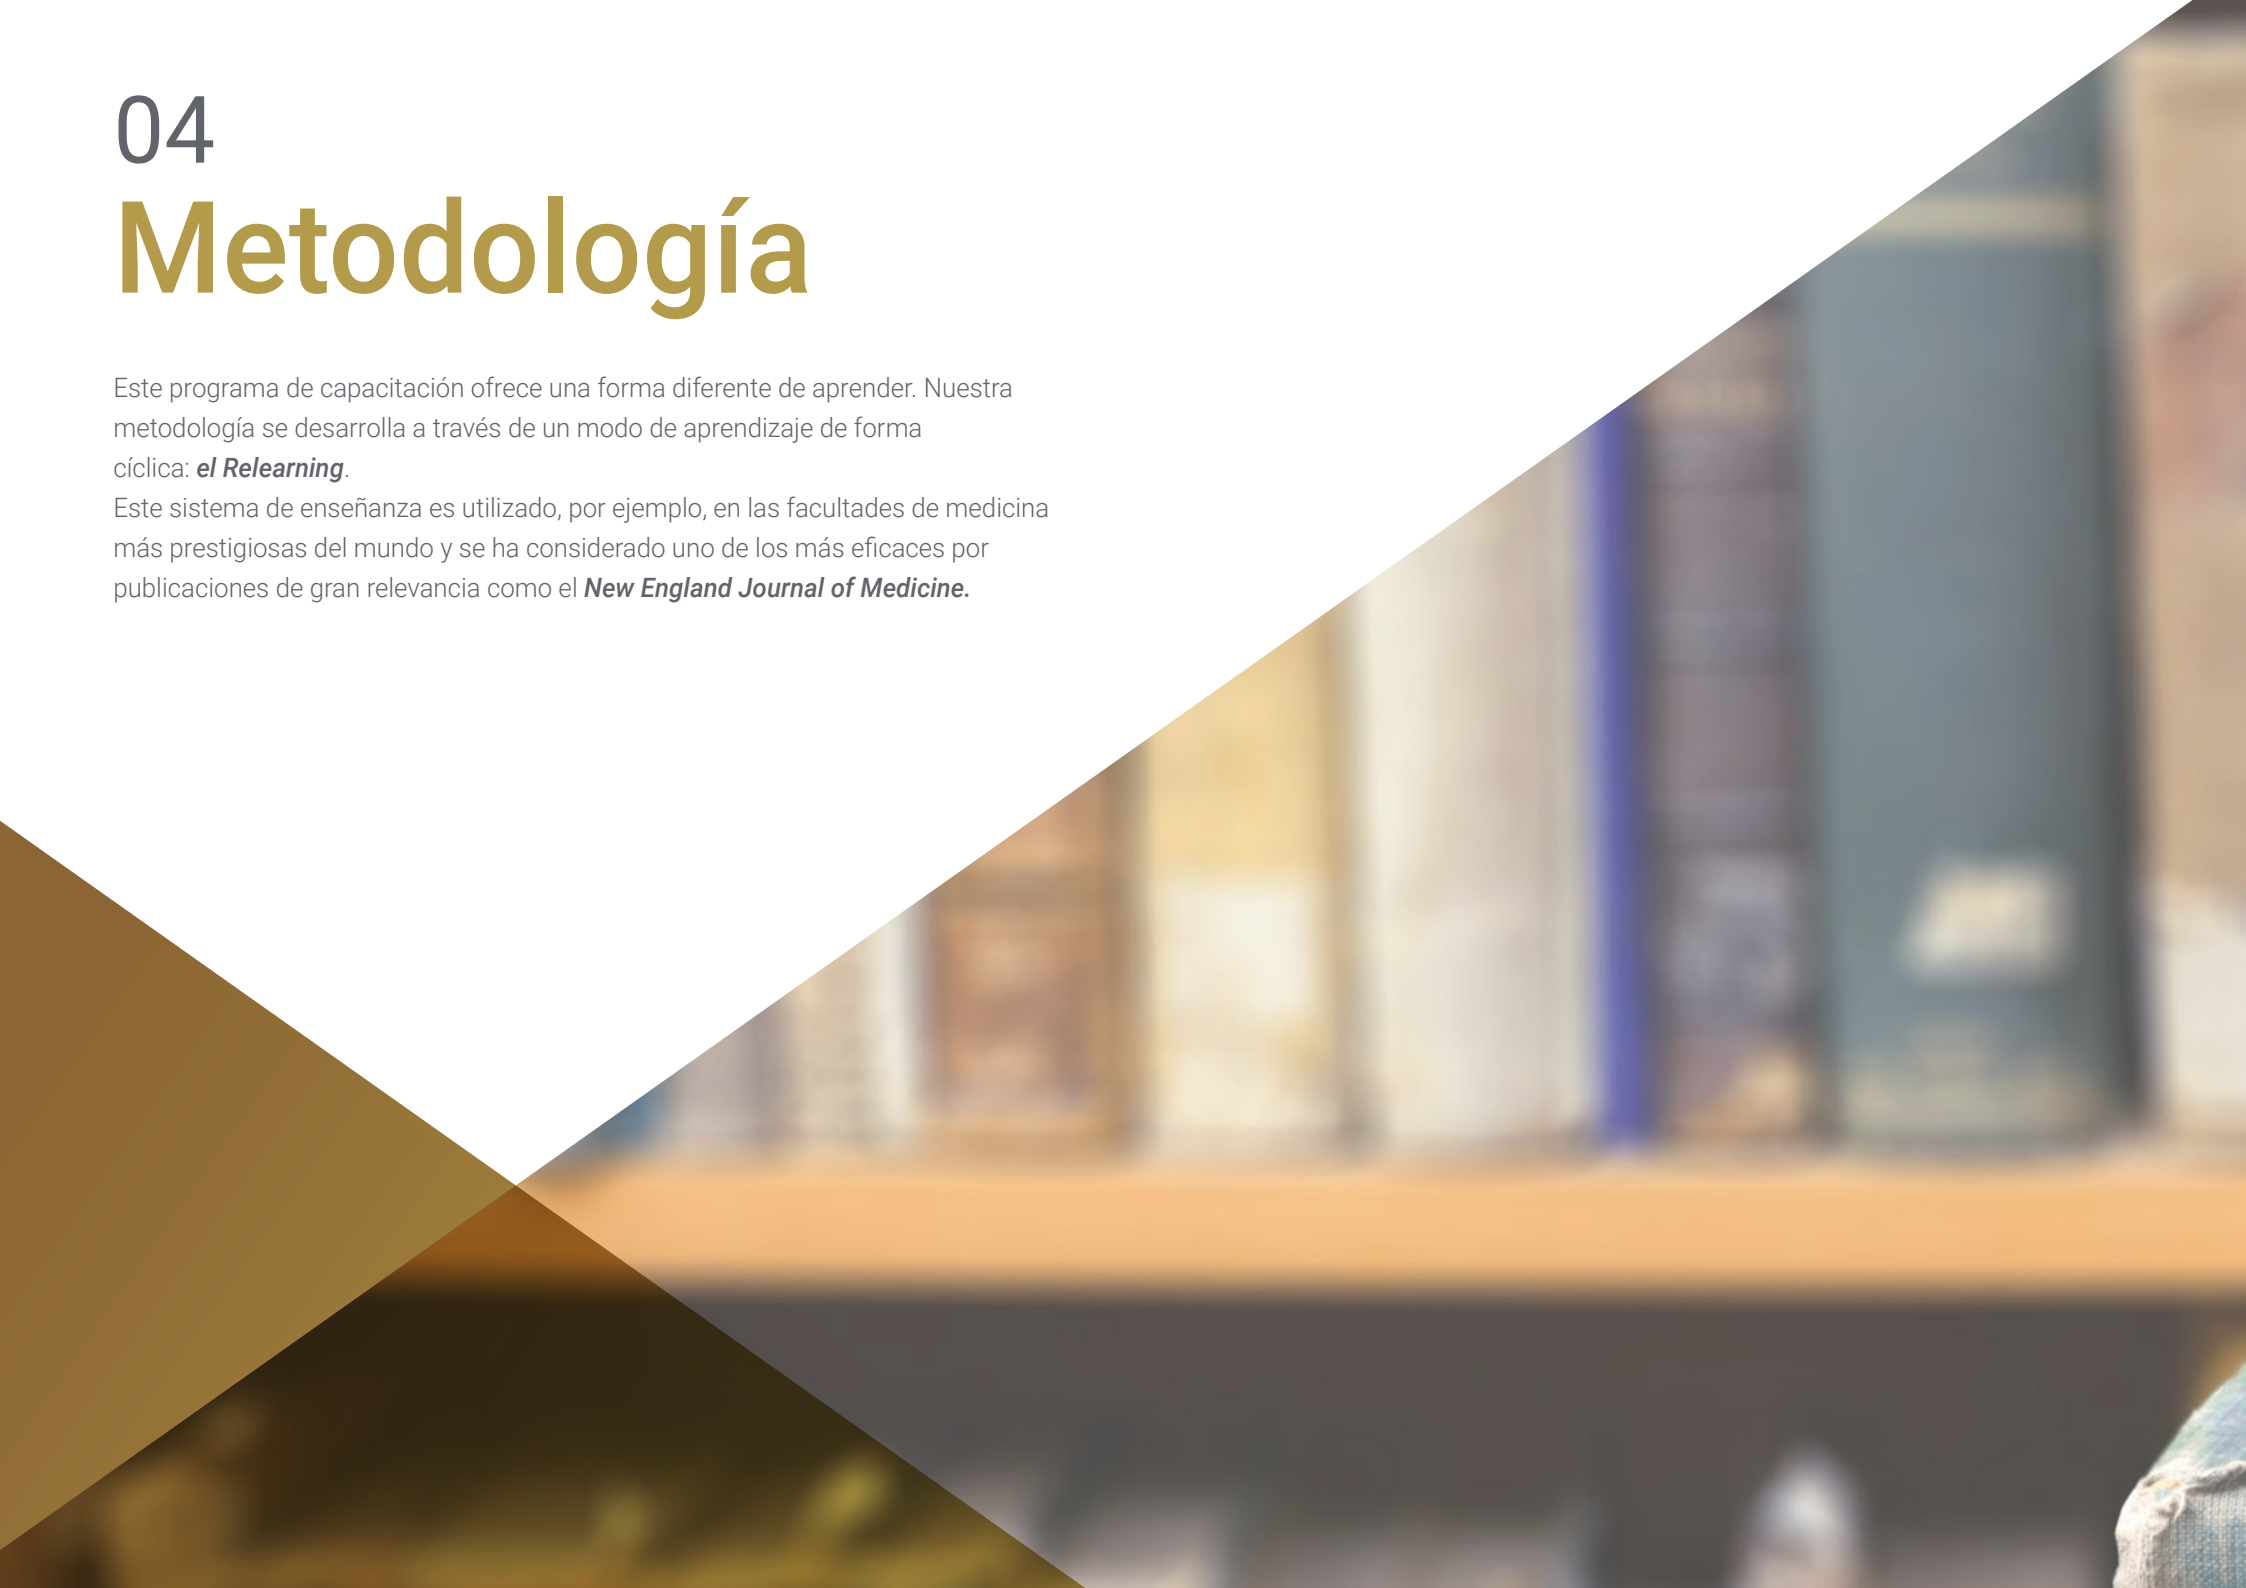 04
Metodología
Este programa de capacitación ofrece una forma diferente de aprender. Nuestra
metodología se desarrolla a través de un modo de aprendizaje de forma
cíclica: el Relearning.
Este sistema de enseñanza es utilizado, por ejemplo, en las facultades de medicina
más prestigiosas del mundo y se ha considerado uno de los más eficaces por
publicaciones de gran relevancia como el New England Journal of Medicine.